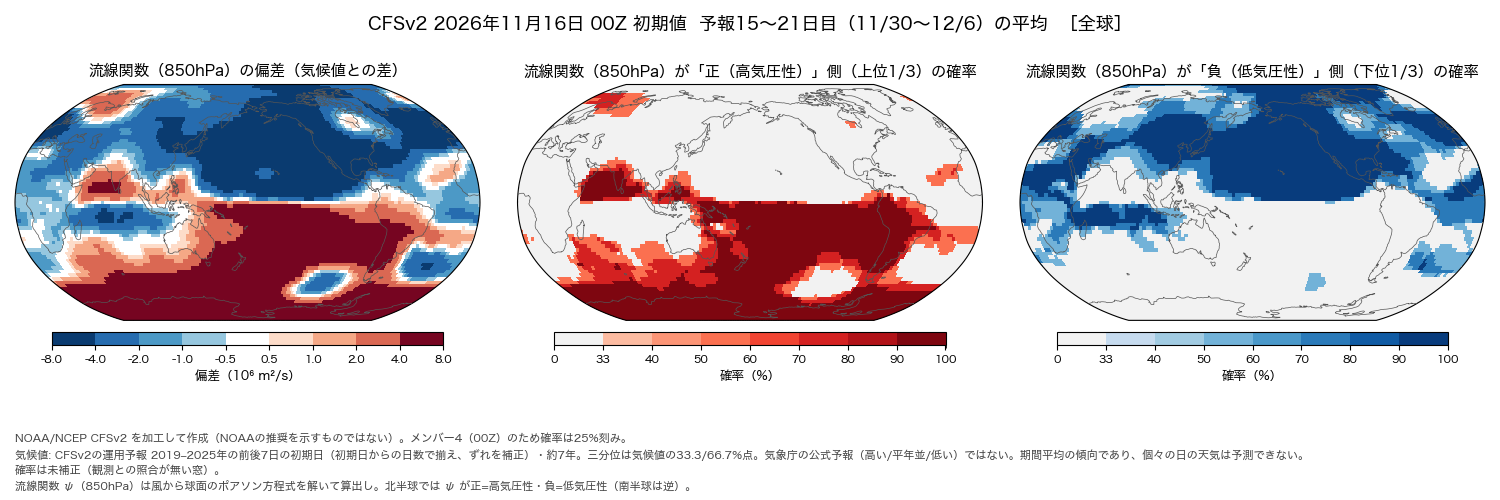 CFSv2 2026年11月16日 00Z 初期値 予報15〜21日目（11/30〜12/6）の平均 ［全球］
流線関数（850hPa）の偏差（気候値との差）
流線関数（850hPa）が「正（高気圧性）」側（上位1/3）の確率
流線関数（850hPa）が「負（低気圧性）」側（下位1/3）の確率
-8.0 -4.0 -2.0 -1.0 -0.5 0.5 1.0 2.0 4.0 8.0
偏差（10⁶ m²/s）
0 33 40 50 60 70 80 90 100
確率（%）
0 33 40 50 60 70 80 90 100
確率（%）
NOAA/NCEP CFSv2 を加工して作成（NOAAの推奨を示すものではない）。メンバー4（00Z）のため確率は25%刻み。
気候値: CFSv2の運用予報 2019–2025年の前後7日の初期日（初期日からの日数で揃え、ずれを補正）・約7年。三分位は気候値の33.3/66.7%点。気象庁の公式予報（高い/平年並/低い）ではない。期間平均の傾向であり、個々の日の天気は予測できない。
確率は未補正（観測との照合が無い窓）。
流線関数 ψ（850hPa）は風から球面のポアソン方程式を解いて算出し。北半球では ψ が正=高気圧性・負=低気圧性（南半球は逆）。